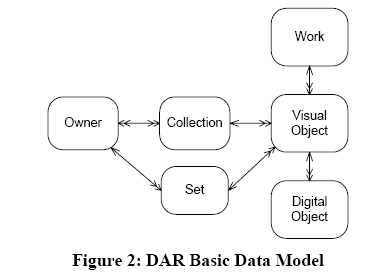 Work
Owner
Collection
Visual
Object
Set
Digital
Object
Figure 2: DAR Basic Data Model